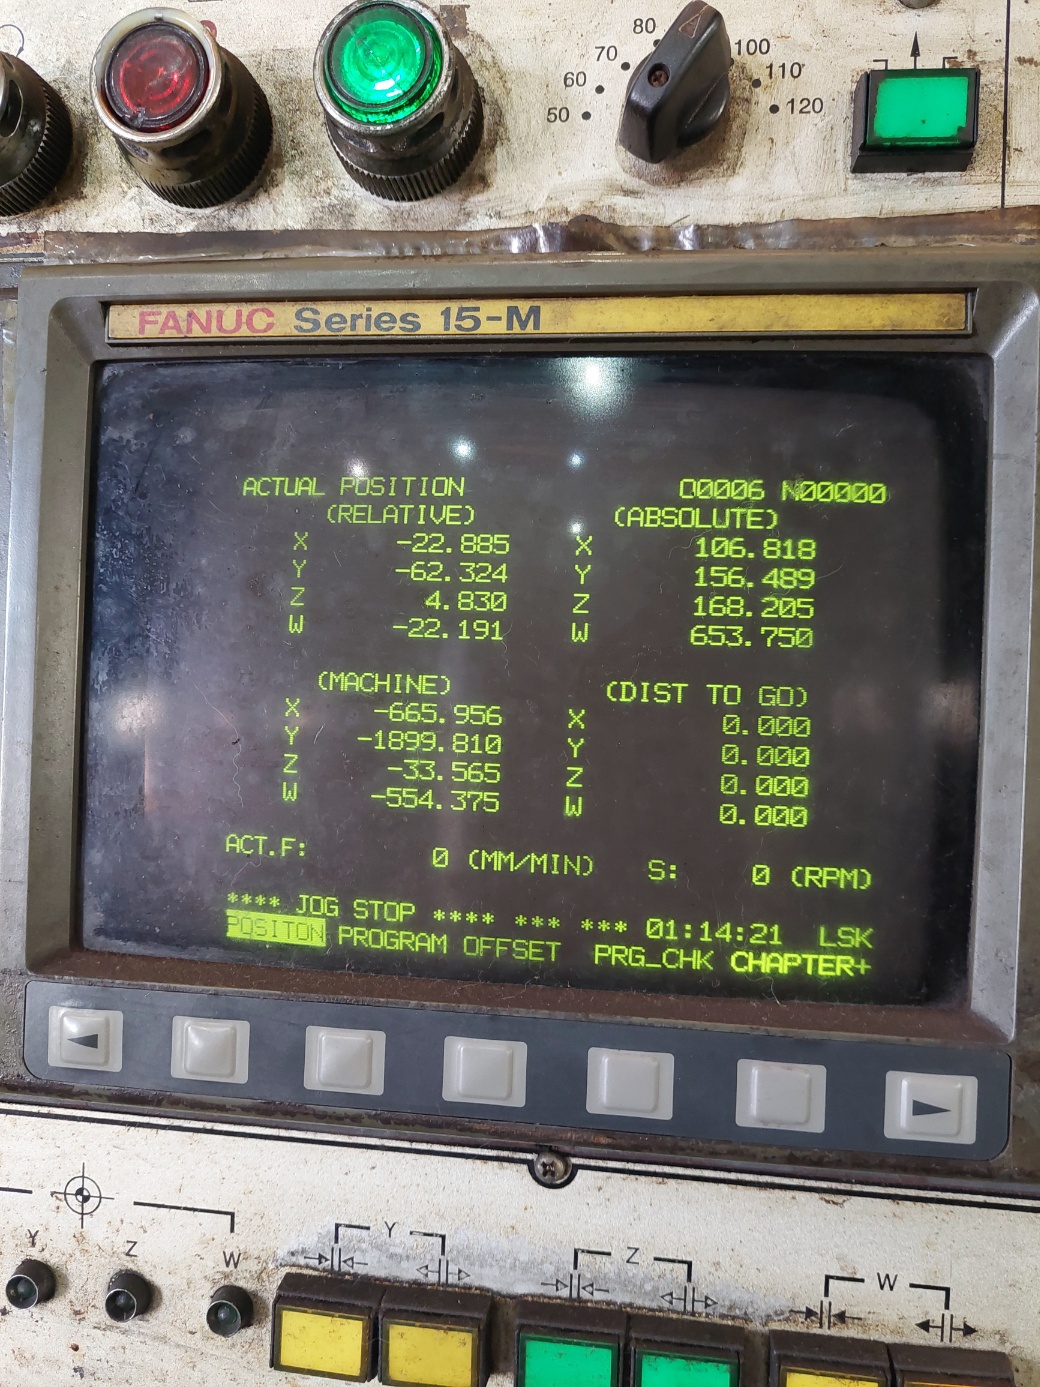 80
70
60
50
100
110
120
FANUC Series 15-M
ACTUAL POSITION O0006 N00000
(RELATIVE) (ABSOLUTE)
X -22.885 X 106.818
Y -62.324 Y 156.489
Z 4.830 Z 168.205
W -22.191 W 653.750
(MACHINE) (DIST TO GO)
X -665.956 X 0.000
Y -1899.810 Y 0.000
Z -33.565 Z 0.000
W -554.375 W 0.000
ACT.F: 0 (MM/MIN) S: 0 (RPM)
**** JOG STOP **** *** *** 01:14:21 LSK
POSITON PROGRAM OFFSET PRG_CHK CHAPTER+
Y Z W
Y Z W